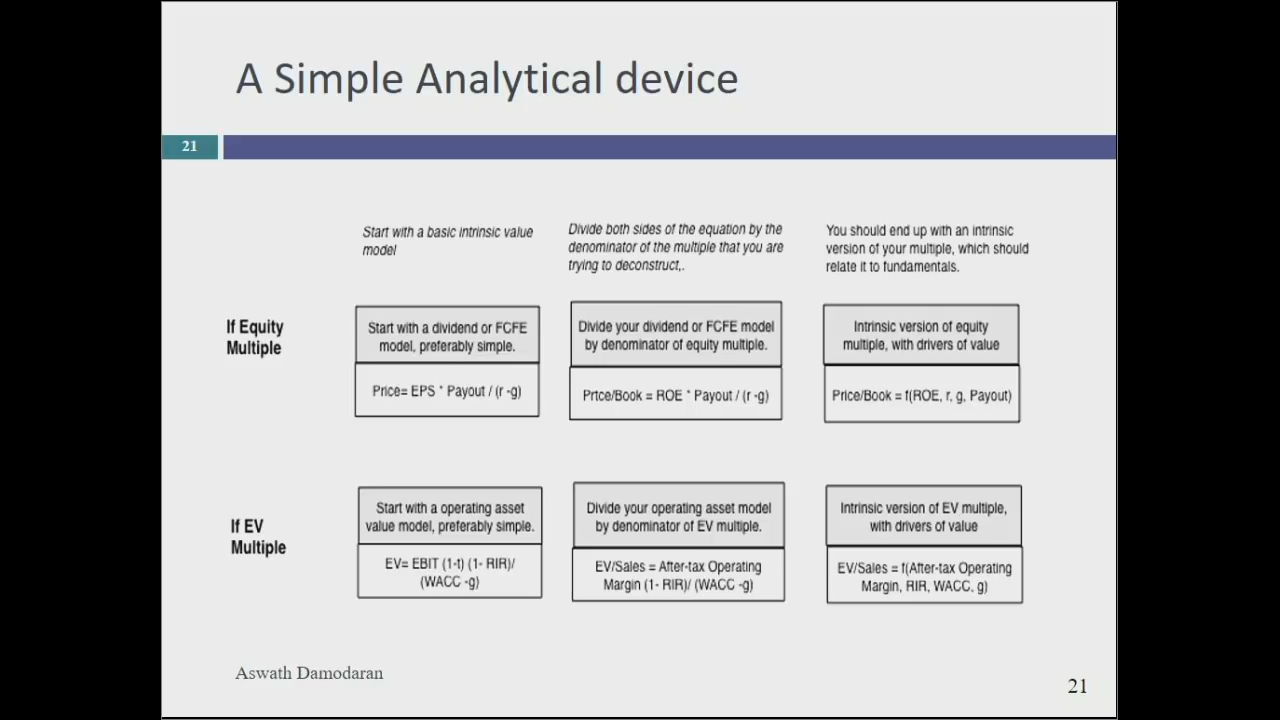 A Simple Analytical device
21
Start with a basic intrinsic value
model
Divide both sides of the equation by the
denominator of the multiple that you are
trying to deconstruct,.
You should end up with an intrinsic
version of your multiple, which should
relate it to fundamentals.
If Equity
Multiple
Start with a dividend or FCFE
model, preferably simple.
Price= EPS * Payout / (r -g)
Divide your dividend or FCFE model
by denominator of equity multiple.
Prtce/Book = ROE * Payout / (r -g)
Intrinsic version of equity
multiple, with drivers of value
Price/Book = f(ROE, r, g, Payout)
If EV
Multiple
Start with a operating asset
value model, preferably simple.
EV= EBIT (1-t) (1- RIR)/
(WACC -g)
Divide your operating asset model
by denominator of EV multiple.
EV/Sales = After-tax Operating
Margin (1- RIR)/ (WACC -g)
Intrinsic version of EV multiple,
with drivers of value
EV/Sales = f(After-tax Operating
Margin, RIR, WACC, g)
Aswath Damodaran
21